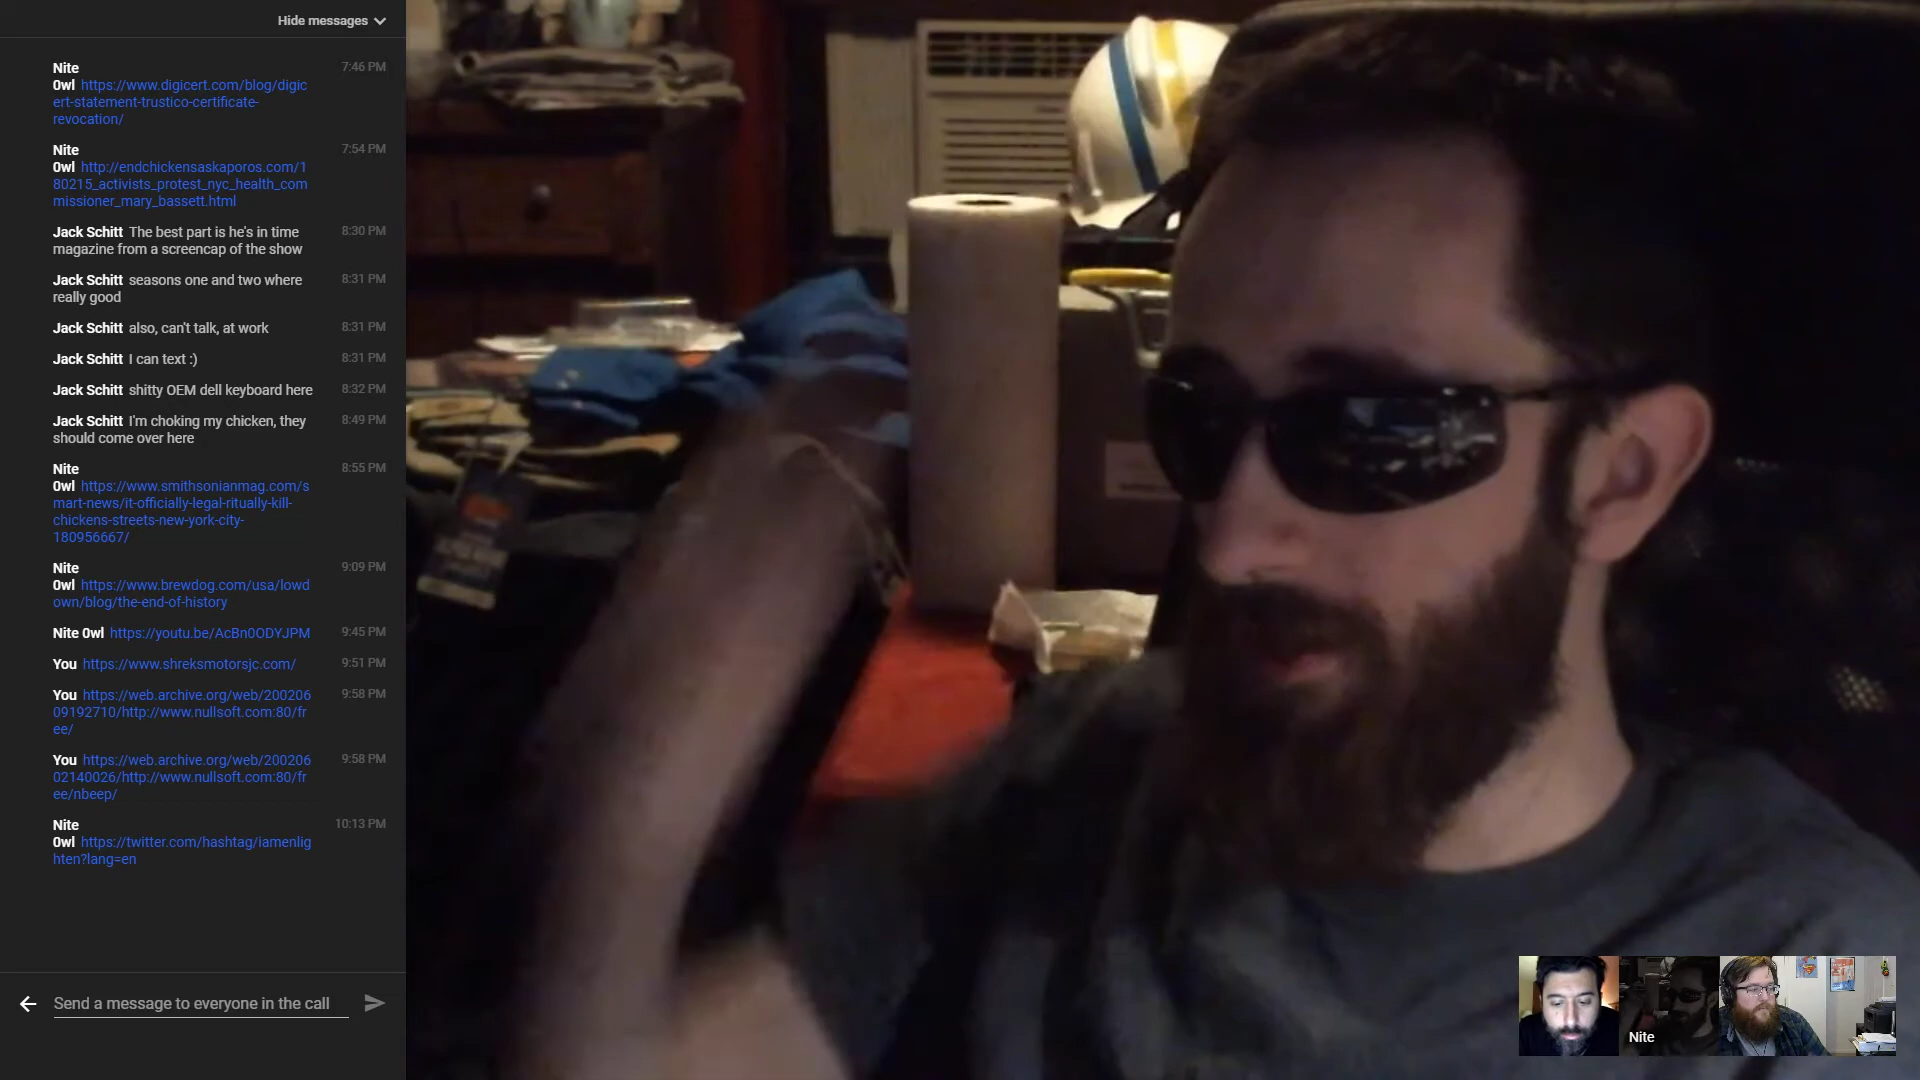 Hide messages
Nite 7:46 PM
0wl https://www.digicert.com/blog/digic
ert-statement-trustico-certificate-
revocation/
Nite 7:54 PM
0wl http://endchickensaskaporos.com/1
80215_activists_protest_nyc_health_com
missioner_mary_bassett.html
Jack Schitt The best part is he's in time 8:30 PM
magazine from a screencap of the show
Jack Schitt seasons one and two where 8:31 PM
really good
Jack Schitt also, can't talk, at work 8:31 PM
Jack Schitt I can text :) 8:31 PM
Jack Schitt shitty OEM dell keyboard here 8:32 PM
Jack Schitt I'm choking my chicken, they 8:49 PM
should come over here
Nite 8:55 PM
0wl https://www.smithsonianmag.com/s
mart-news/it-officially-legal-ritually-kill-
chickens-streets-new-york-city-
180956667/
Nite 9:09 PM
0wl https://www.brewdog.com/usa/lowd
own/blog/the-end-of-history
Nite 0wl https://youtu.be/AcBn0ODYJPM 9:45 PM
You https://www.shreksmotorsjc.com/ 9:51 PM
You https://web.archive.org/web/200206 9:58 PM
09192710/http://www.nullsoft.com:80/fr
ee/
You https://web.archive.org/web/200206 9:58 PM
02140026/http://www.nullsoft.com:80/fr
ee/nbeep/
Nite 10:13 PM
0wl https://twitter.com/hashtag/iamenlig
hten?lang=en
Send a message to everyone in the call
Nite